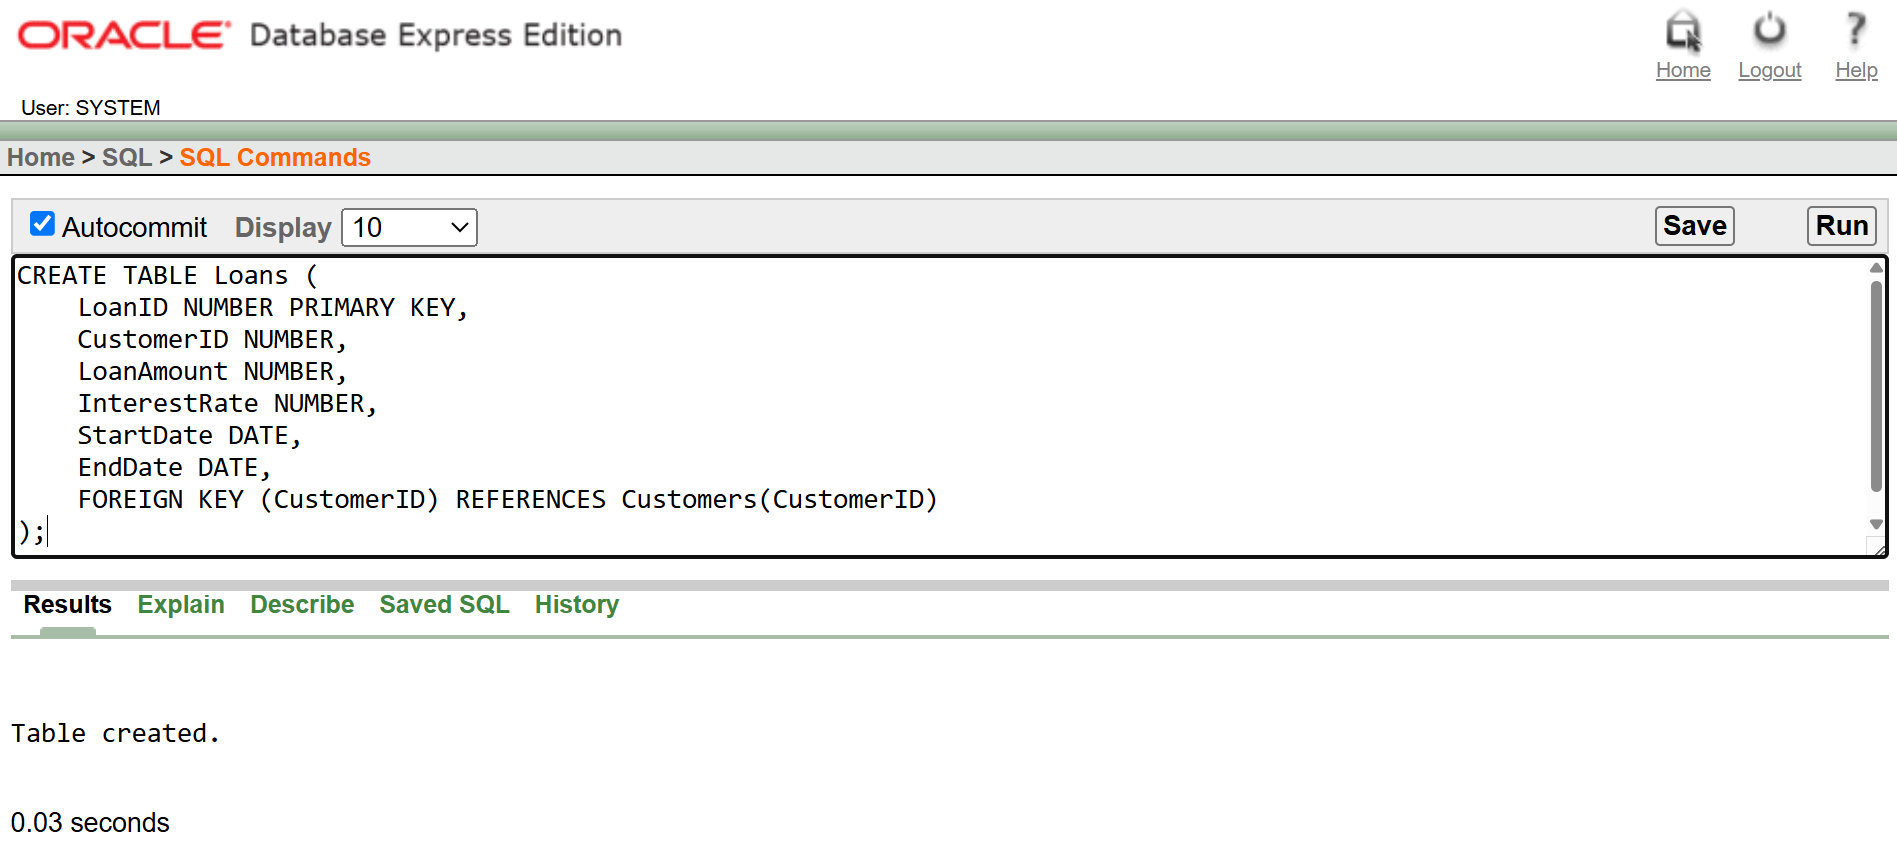 ORACLE Database Express Edition
Home Logout Help
User: SYSTEM
Home > SQL > SQL Commands
Autocommit Display 10 Save Run
CREATE TABLE Loans (
    LoanID NUMBER PRIMARY KEY,
    CustomerID NUMBER,
    LoanAmount NUMBER,
    InterestRate NUMBER,
    StartDate DATE,
    EndDate DATE,
    FOREIGN KEY (CustomerID) REFERENCES Customers(CustomerID)
);
Results Explain Describe Saved SQL History
Table created.
0.03 seconds